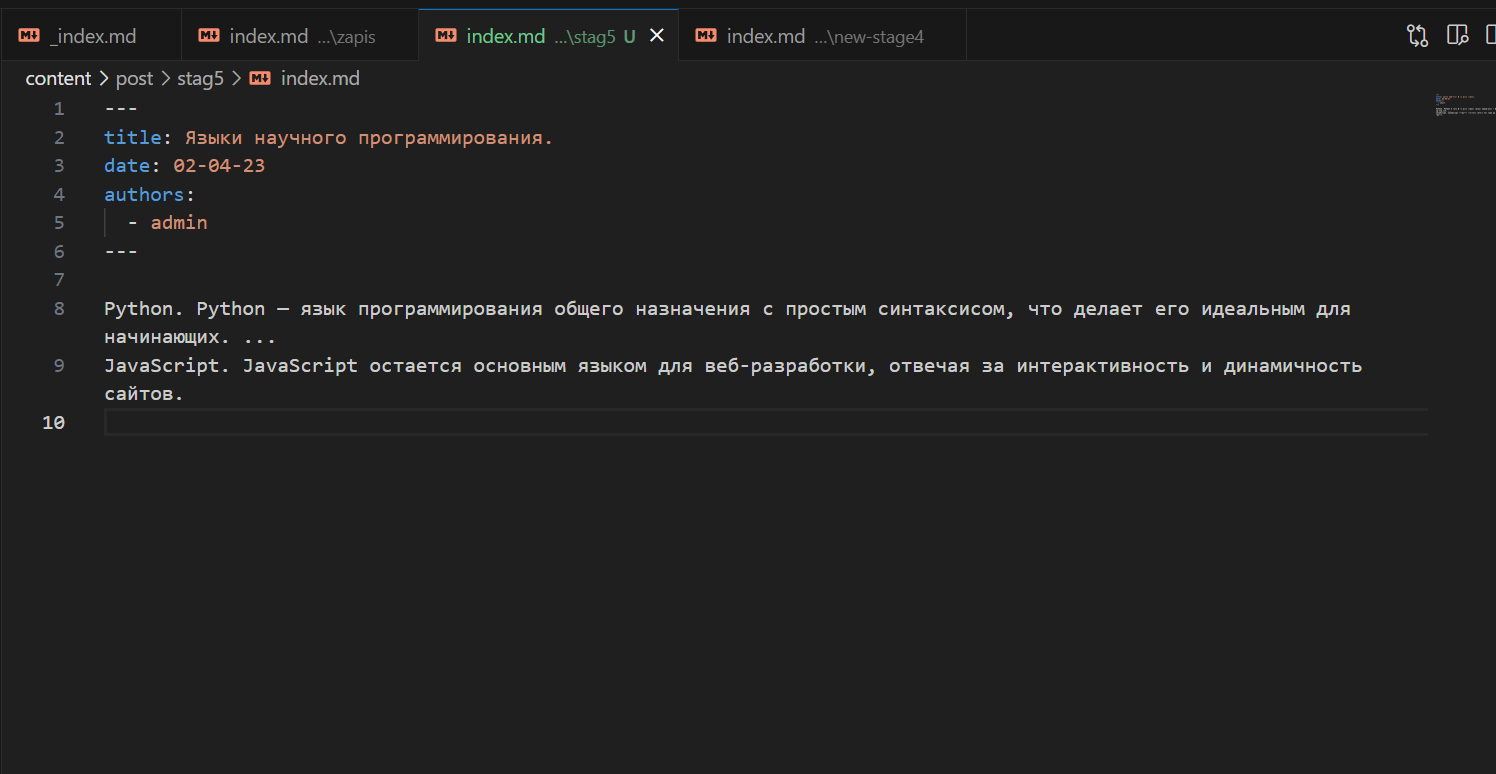 _index.md index.md ...\zapis index.md ...\stag5 U index.md ...\new-stage4
content > post > stag5 > index.md
1 ---
2 title: Языки научного программирования.
3 date: 02-04-23
4 authors:
5 - admin
6 ---
7
8 Python. Python — язык программирования общего назначения с простым синтаксисом, что делает его идеальным для
начинающих. ...
9 JavaScript. JavaScript остается основным языком для веб-разработки, отвечая за интерактивность и динамичность
сайтов.
10